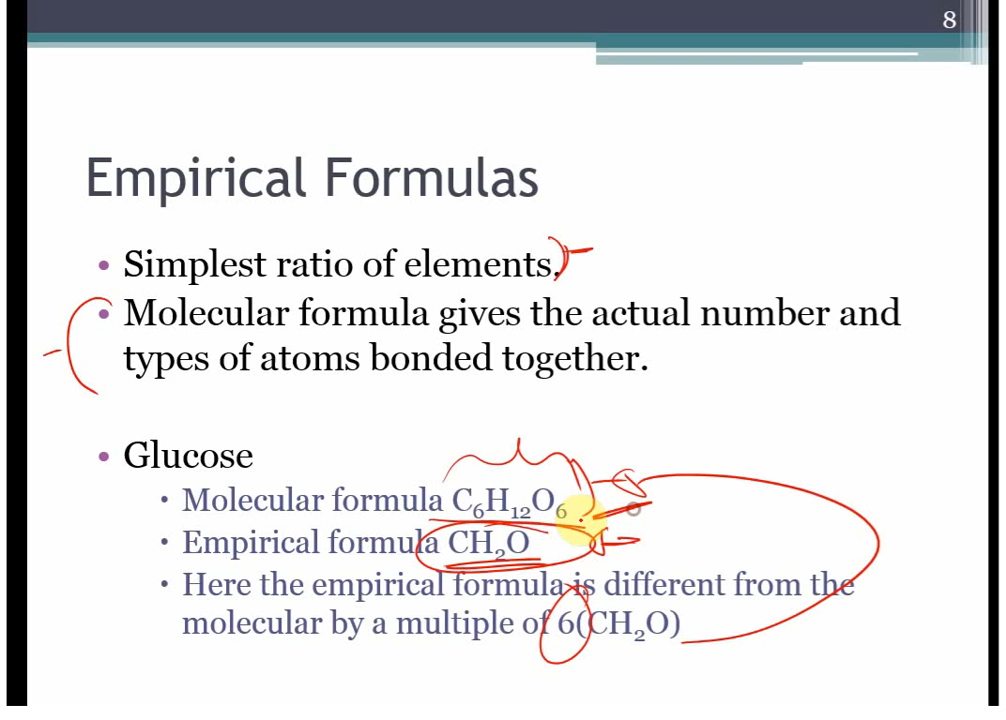 8
Empirical Formulas
• Simplest ratio of elements.
• Molecular formula gives the actual number and
types of atoms bonded together.
• Glucose
• Molecular formula C₆H₁₂O₆
• Empirical formula CH₂O
• Here the empirical formula is different from the
molecular by a multiple of 6(CH₂O)